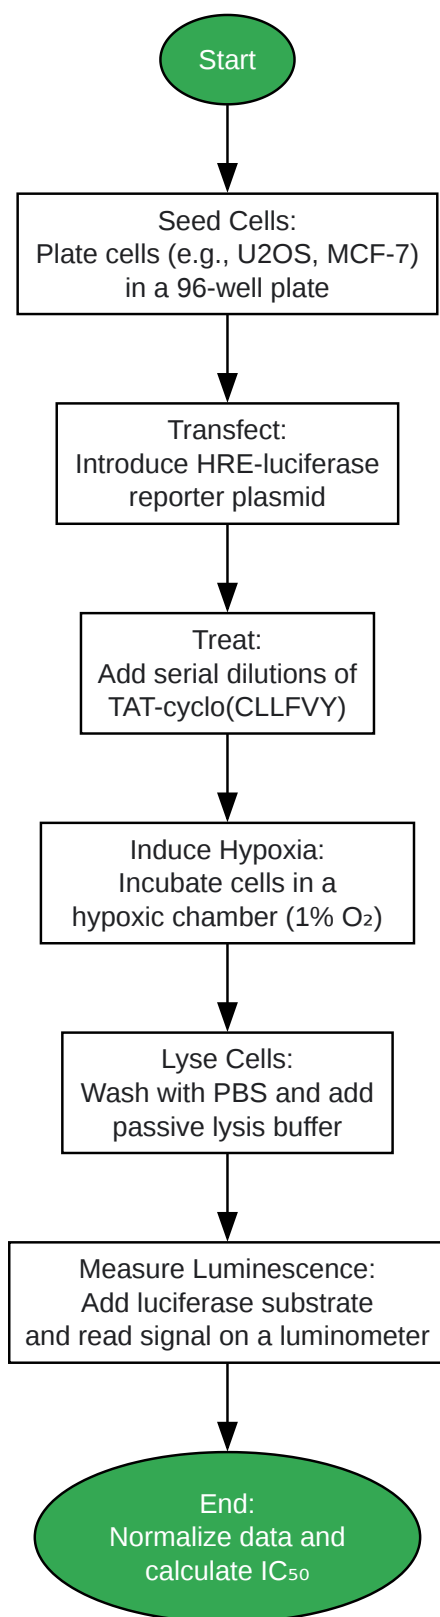 Start
Seed Cells:
Plate cells (e.g., U2OS, MCF-7)
in a 96-well plate
Transfect:
Introduce HRE-luciferase
reporter plasmid
Treat:
Add serial dilutions of
TAT-cyclo(CLLFVY)
Induce Hypoxia:
Incubate cells in a
hypoxic chamber (1% O₂)
Lyse Cells:
Wash with PBS and add
passive lysis buffer
Measure Luminescence:
Add luciferase substrate
and read signal on a luminometer
End:
Normalize data and
calculate IC₅₀